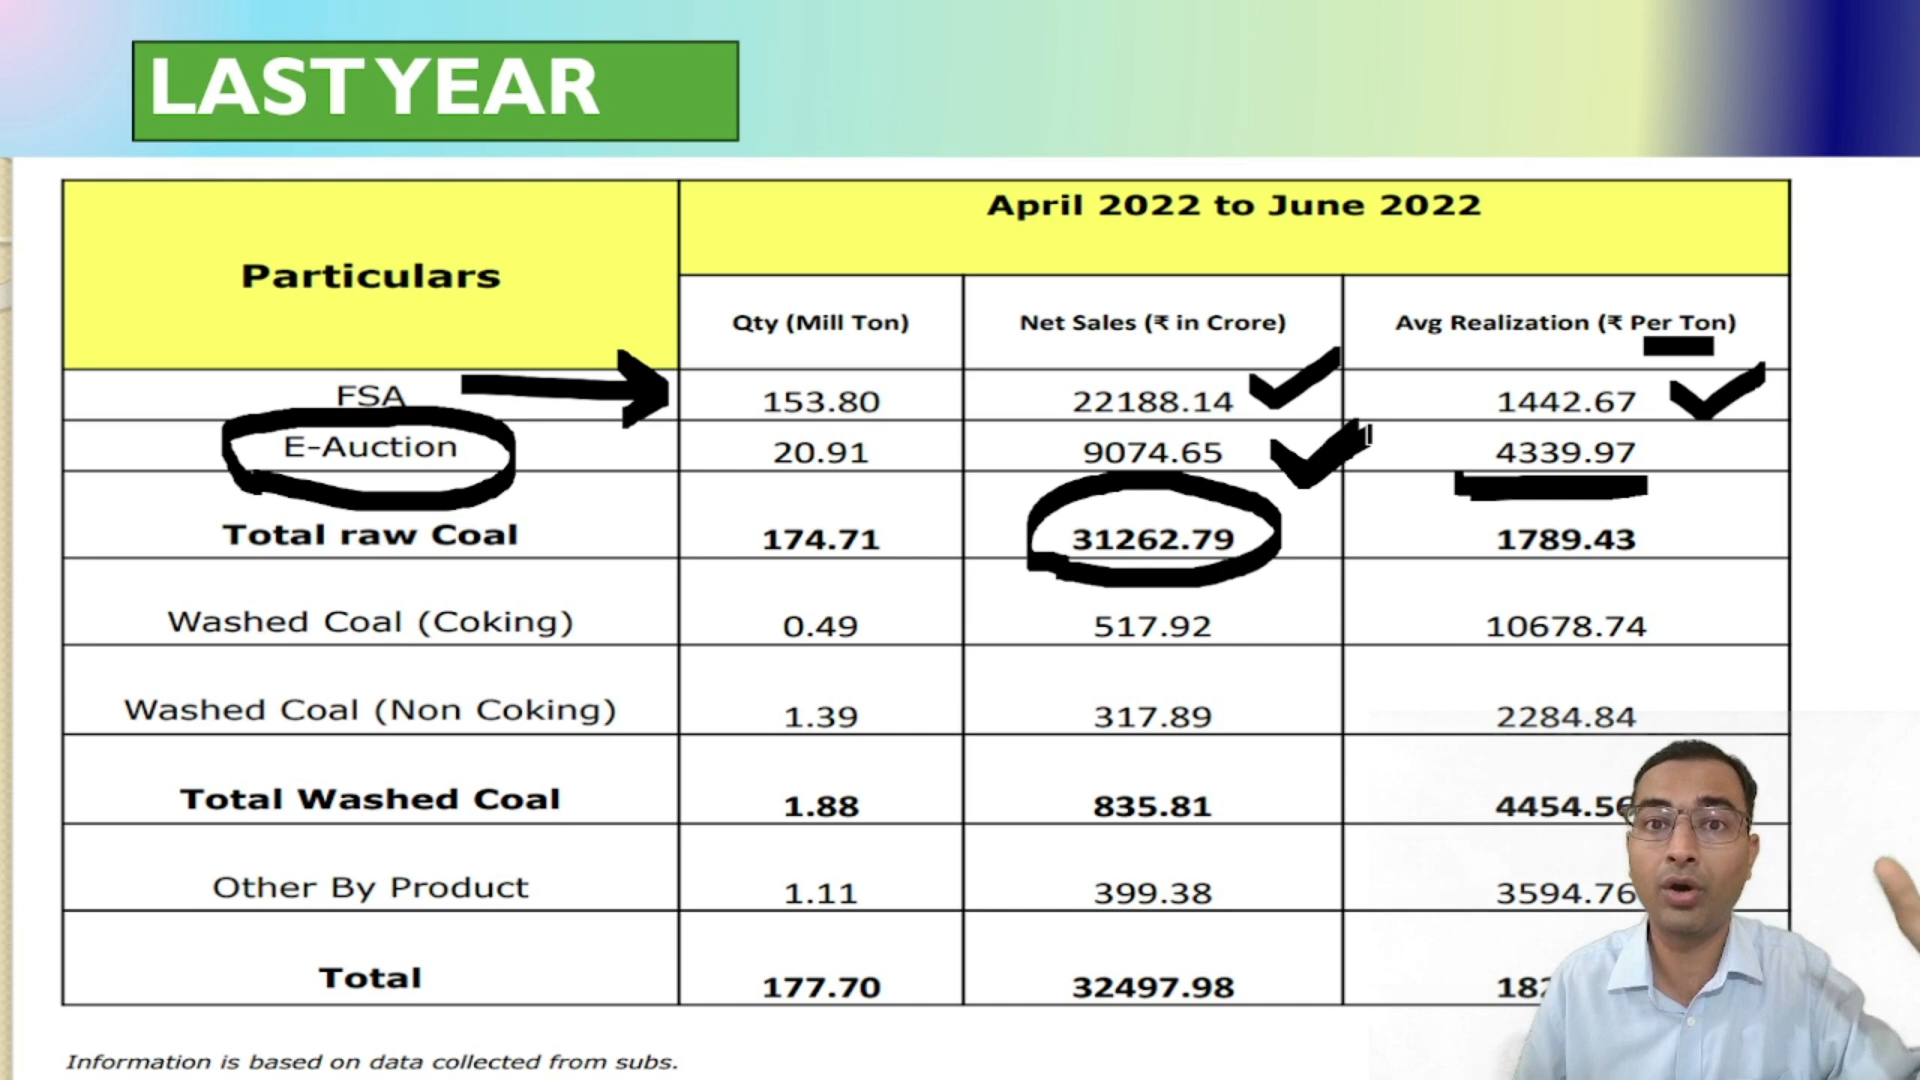 LAST YEAR
Particulars
April 2022 to June 2022
Qty (Mill Ton) Net Sales (₹ in Crore) Avg Realization (₹ Per Ton)
FSA 153.80 22188.14 1442.67
E-Auction 20.91 9074.65 4339.97
Total raw Coal 174.71 31262.79 1789.43
Washed Coal (Coking) 0.49 517.92 10678.74
Washed Coal (Non Coking) 1.39 317.89 2284.84
Total Washed Coal 1.88 835.81
Other By Product 1.11 399.38 3594.76
Total 177.70 32497.98
Information is based on data collected from subs.